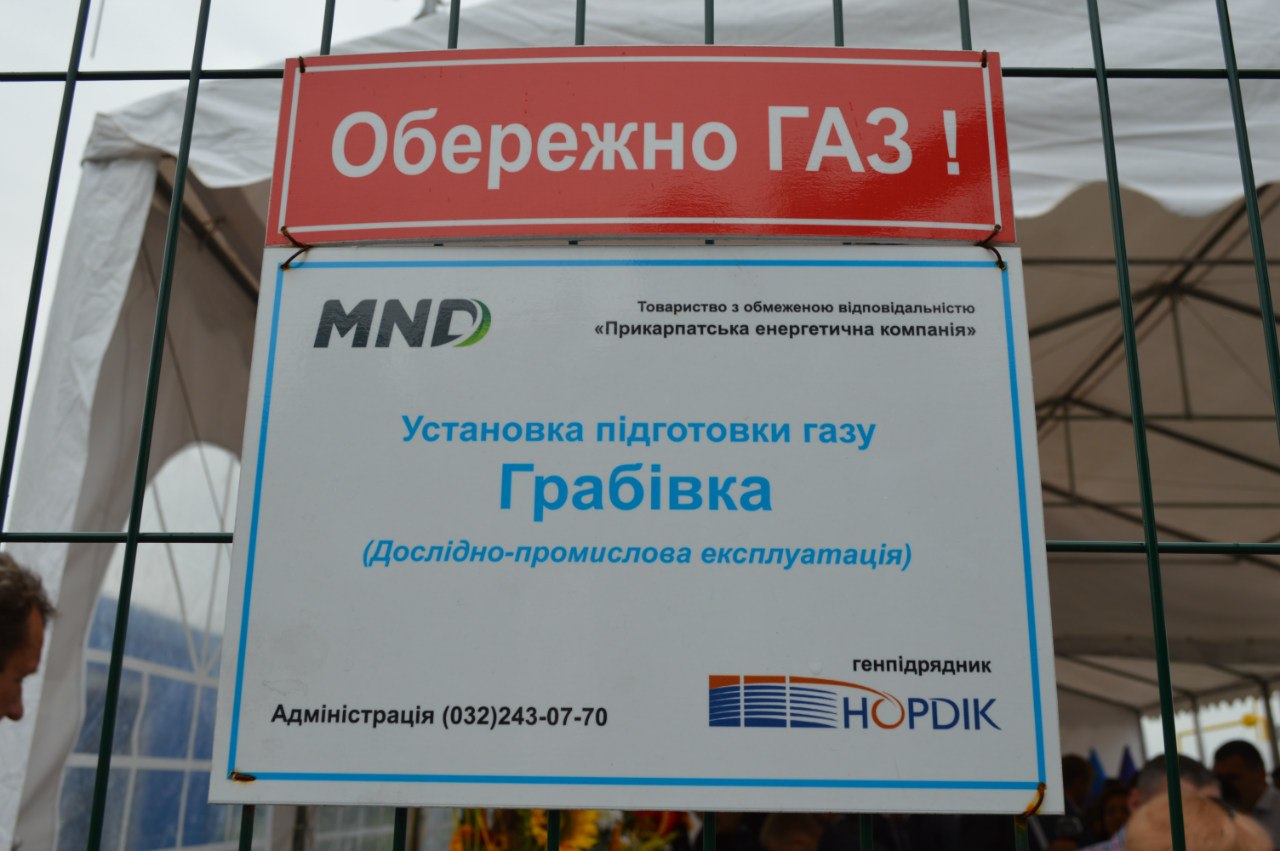 Обережно ГАЗ !
MND
Товариство з обмеженою відповідальністю
«Прикарпатська енергетична компанія»
Установка підготовки газу
Грабівка
(Дослідно-промислова експлуатація)
генпідрядник
НОРДІК
Адміністрація (032)243-07-70